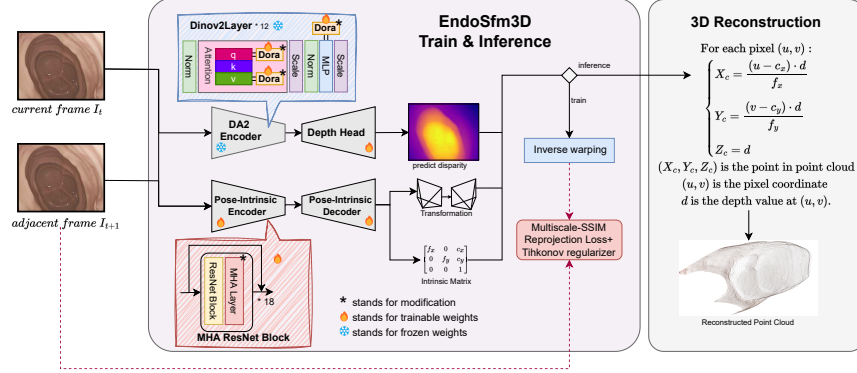 EndoSfm3D
Train & Inference
3D Reconstruction
Dinov2Layer * 12
Norm
Attention
q
k
v
Dora *
Dora *
Scale
Norm
Dora *
MLP
Scale
current frame I_t
adjacent frame I_{t+1}
DA2
Encoder
Depth Head
predict disparity
Pose-Intrinsic
Encoder
Pose-Intrinsic
Decoder
Transformation
f_x 0 c_x
0 f_y c_y
0 0 1
Intrinsic Matrix
ResNet Block
MHA Layer
*
* 18
MHA ResNet Block
* stands for modification
stands for trainable weights
stands for frozen weights
inference
train
Inverse warping
Multiscale-SSIM
Reprojection Loss+
Tihkonov regularizer
For each pixel (u, v) :
X_c = (u − c_x) · d / f_x
Y_c = (v − c_y) · d / f_y
Z_c = d
(X_c, Y_c, Z_c) is the point in point cloud
(u, v) is the pixel coordinate
d is the depth value at (u, v).
Reconstructed Point Cloud